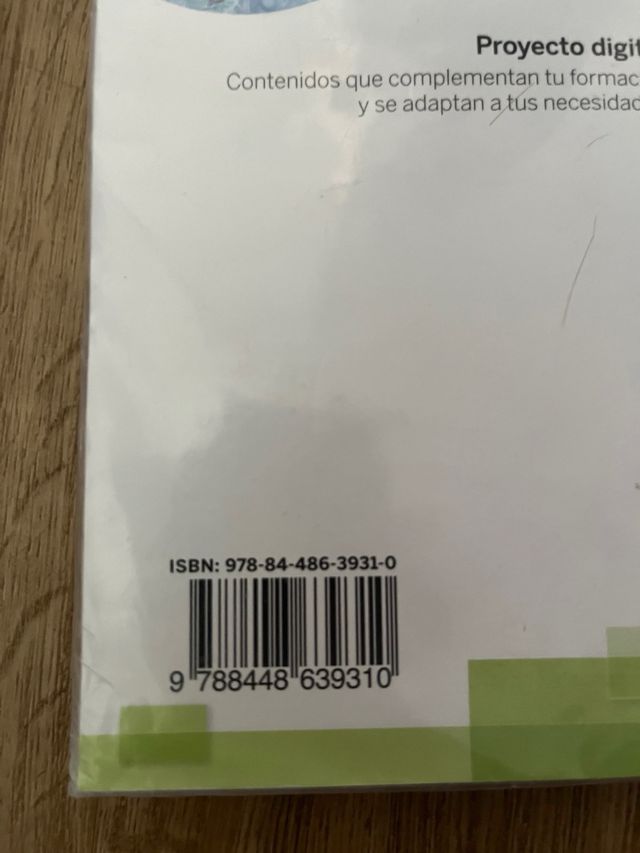 Proyecto digit
Contenidos que complementan tu formac
y se adaptan a tus necesidad
ISBN: 978-84-486-3931-0
9 788448 639310